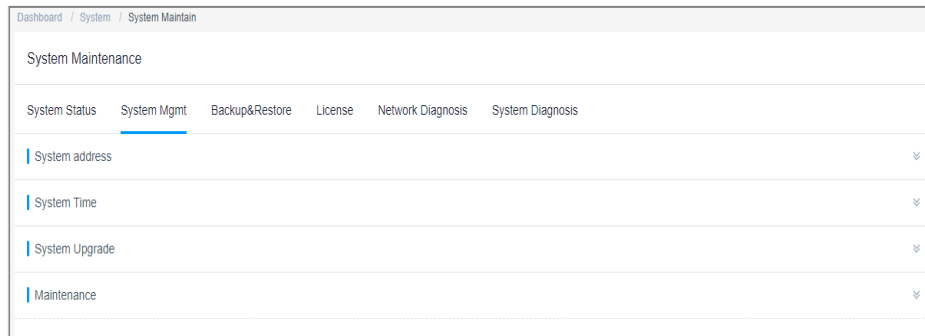 Dashboard / System / System Maintain
System Maintenance
System Status System Mgmt Backup&Restore License Network Diagnosis System Diagnosis
System address
System Time
System Upgrade
Maintenance